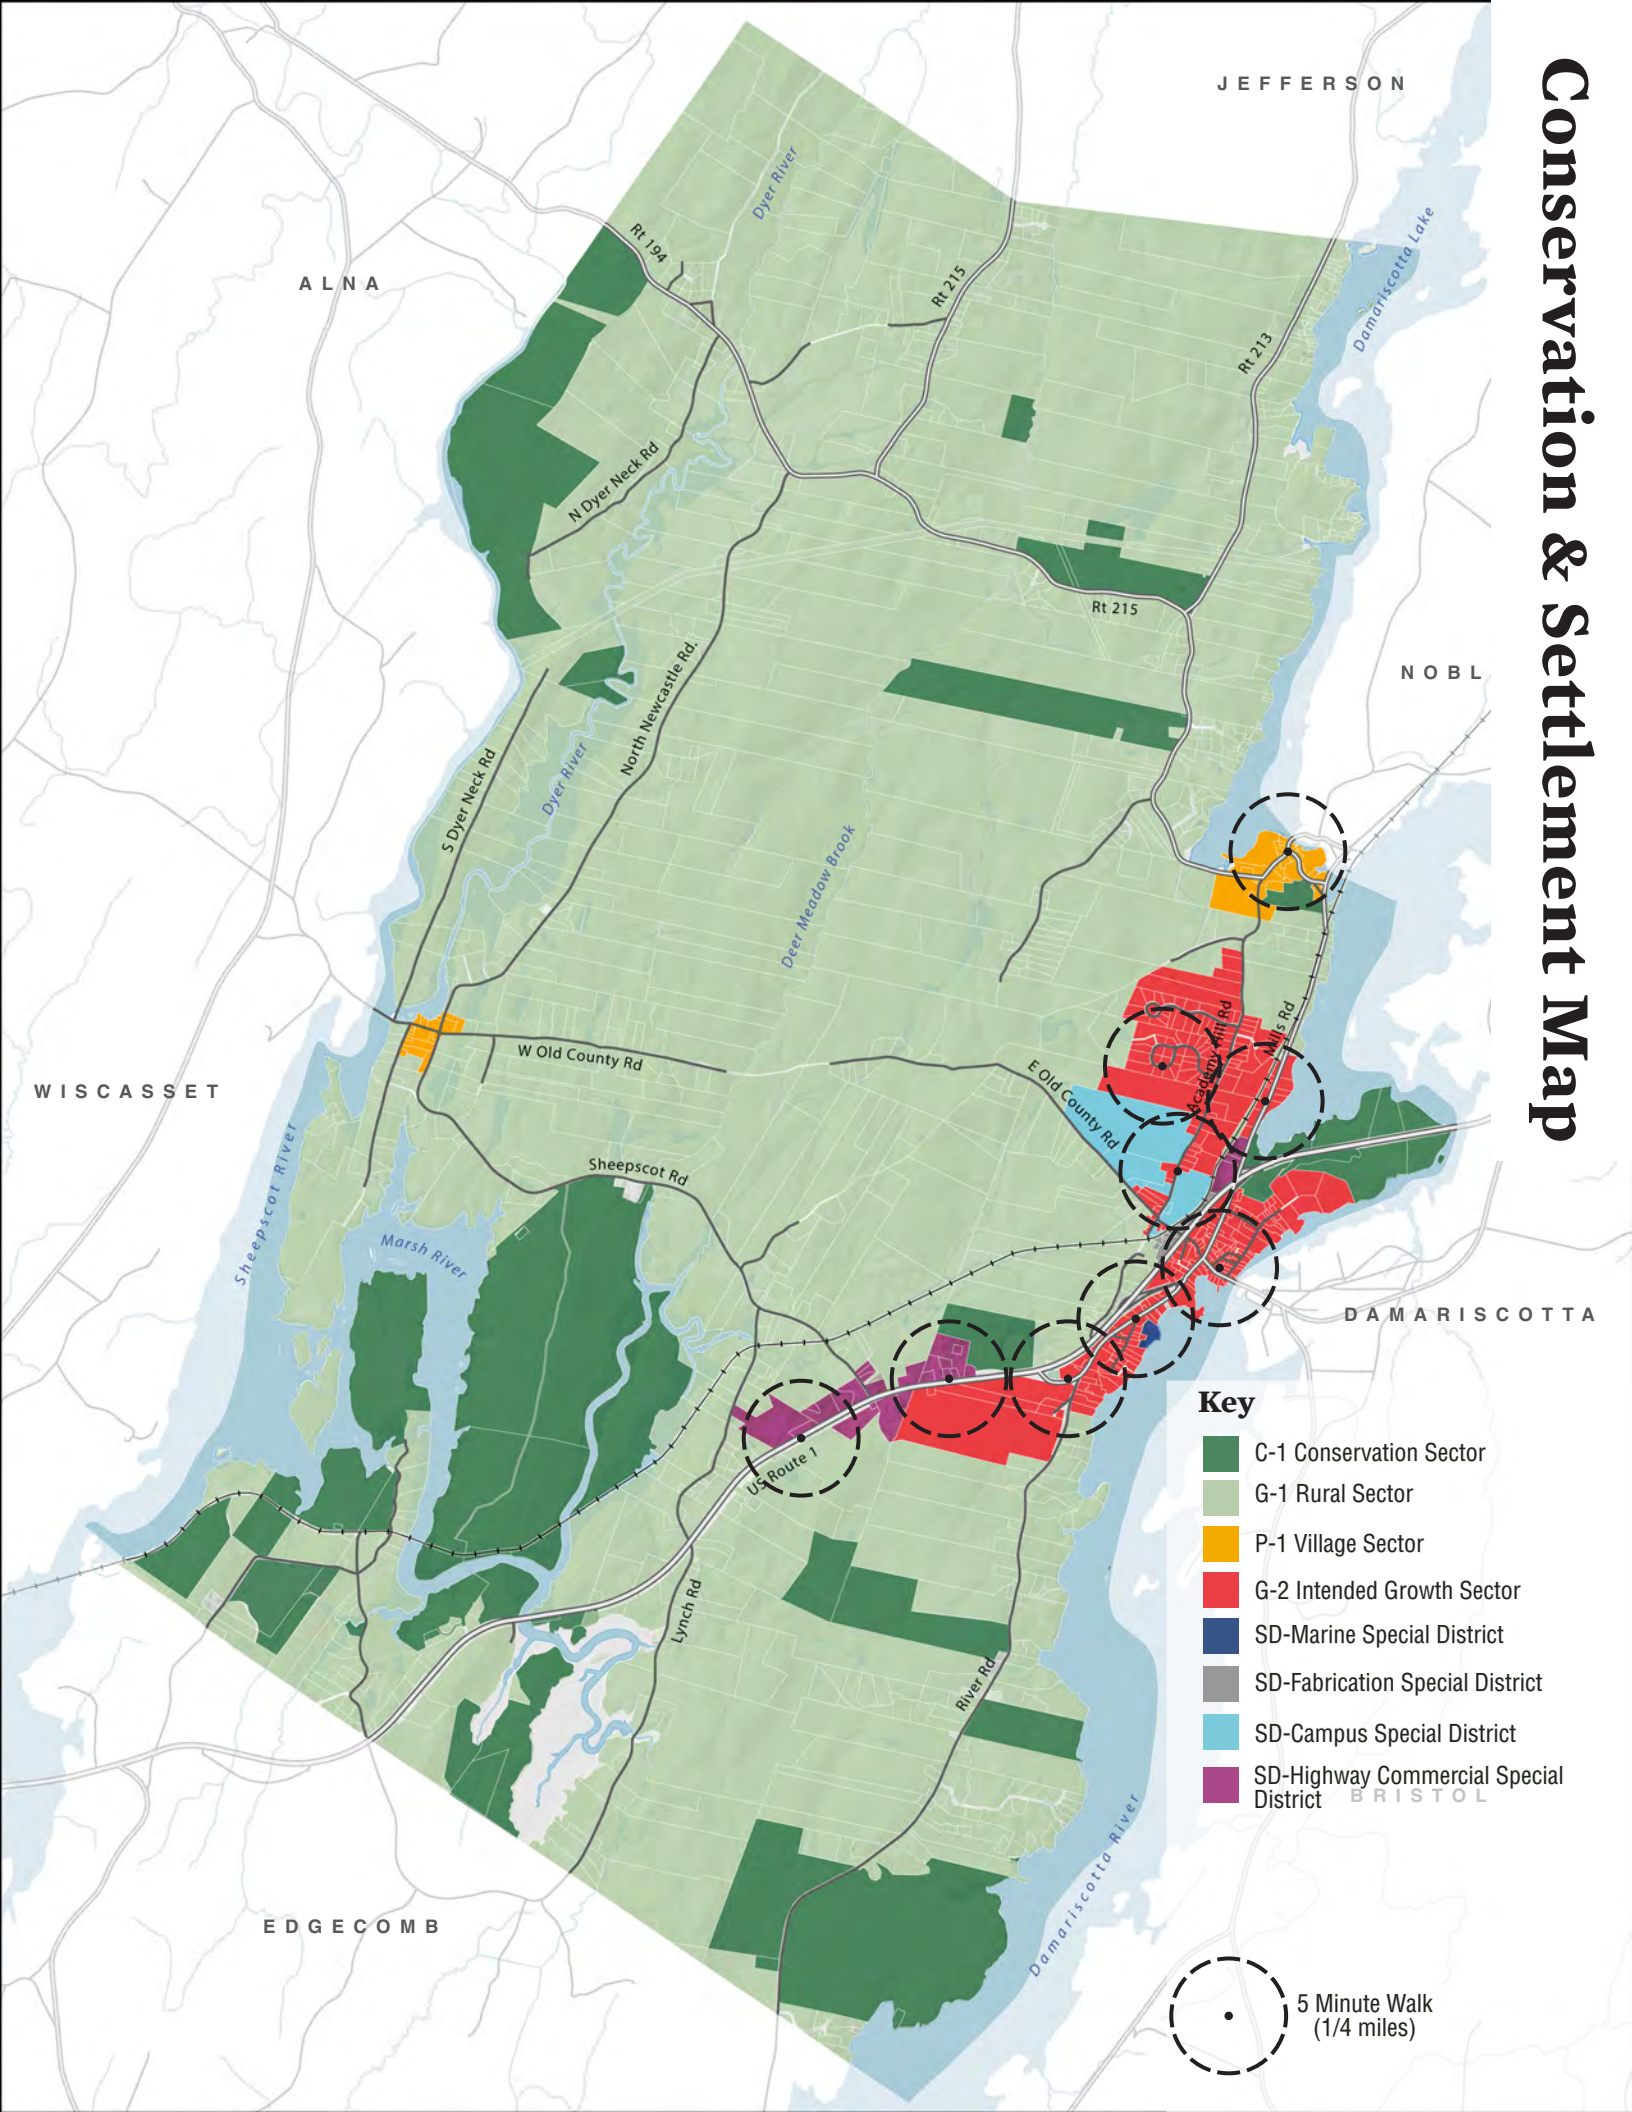 Conservation & Settlement Map
JEFFERSON
Dyer River
Damariscotta Lake
Rt 194
ALNA
Rt 215
Rt 213
N Dyer Neck Rd
Rt 215
North Newcastle Rd.
NOBL
S Dyer Neck Rd
Dyer River
Deer Meadow Brook
Academy Hill Rd
Mills Rd
W Old County Rd
E Old County Rd
WISCASSET
Sheepscot River
Sheepscot Rd
Marsh River
DAMARISCOTTA
US Route 1
Lynch Rd
River Rd
Damariscotta River
EDGECOMB
BRISTOL
Key
C-1 Conservation Sector
G-1 Rural Sector
P-1 Village Sector
G-2 Intended Growth Sector
SD-Marine Special District
SD-Fabrication Special District
SD-Campus Special District
SD-Highway Commercial Special
District
5 Minute Walk
(1/4 miles)